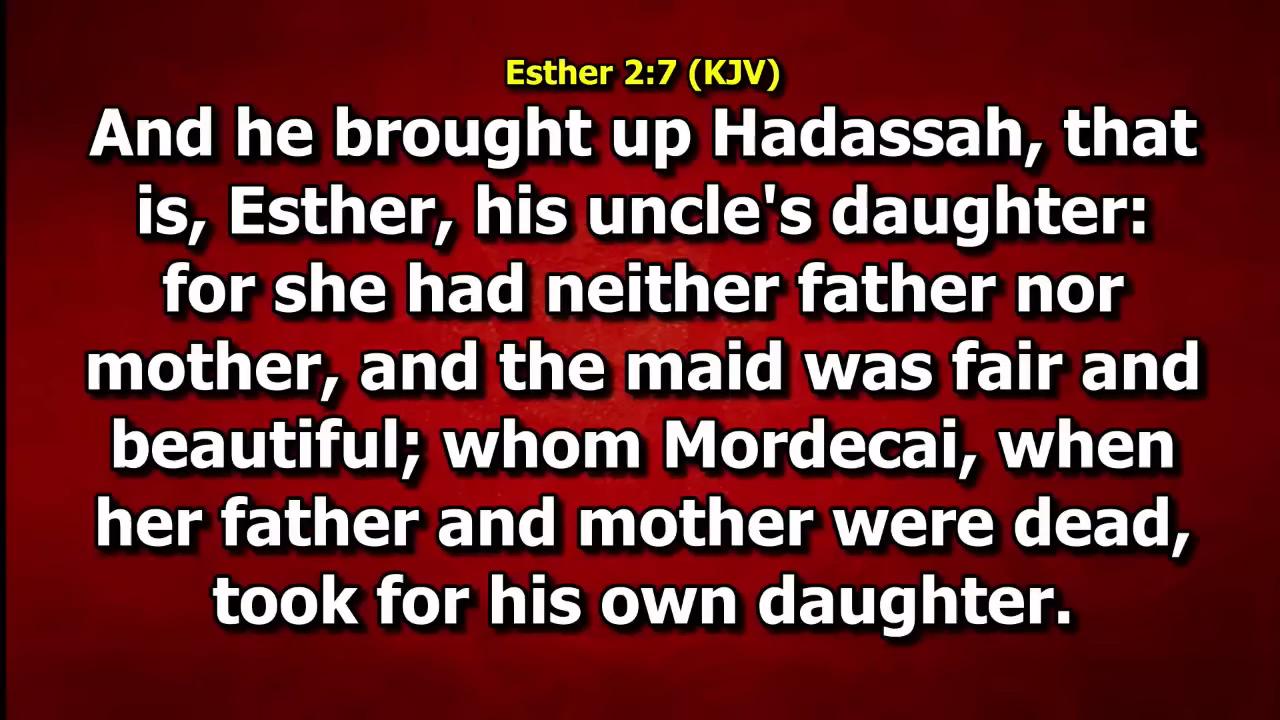 Esther 2:7 (KJV)
And he brought up Hadassah, that
is, Esther, his uncle's daughter:
for she had neither father nor
mother, and the maid was fair and
beautiful; whom Mordecai, when
her father and mother were dead,
took for his own daughter.